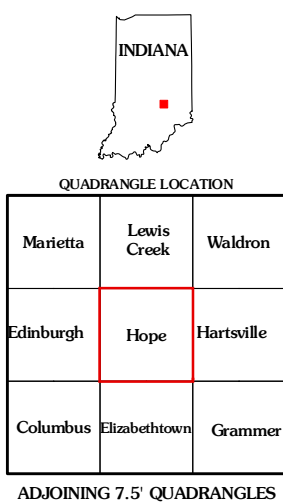 INDIANA
QUADRANGLE LOCATION
Marietta
Lewis
Creek
Waldron
Edinburgh
Hope
Hartsville
Columbus
Elizabethtown
Grammer
ADJOINING 7.5' QUADRANGLES